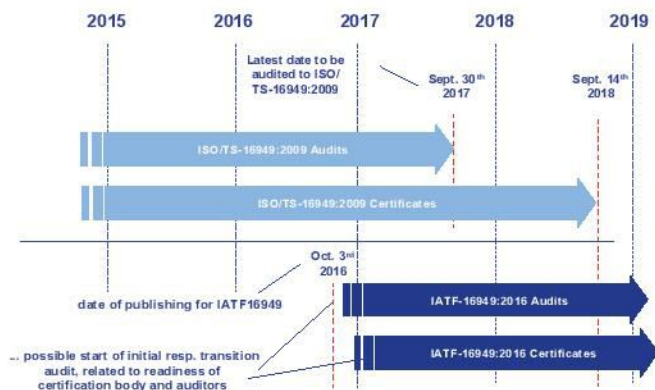 2015 2016 2017 2018 2019
Latest date to be
audited to ISO/
TS-16949:2009
Sept. 30th
2017
Sept. 14th
2018
ISO/TS-16949:2009 Audits
ISO/TS-16949:2009 Certificates
Oct. 3rd
2016
date of publishing for IATF16949
IATF-16949:2016 Audits
... possible start of initial resp. transition
audit, related to readiness of
certification body and auditors
IATF-16949:2016 Certificates